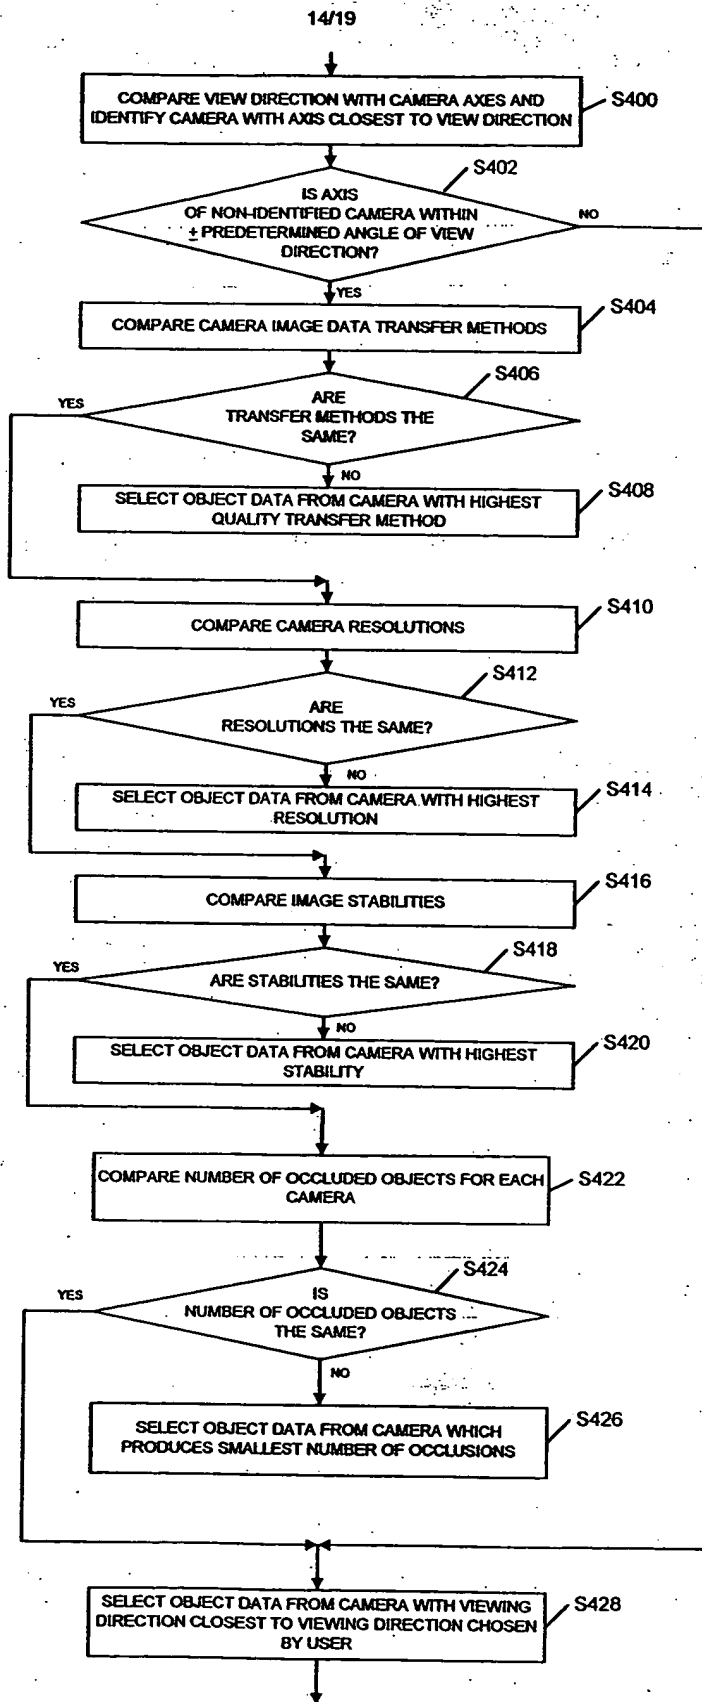 14/19
COMPARE VIEW DIRECTION WITH CAMERA AXES AND
IDENTIFY CAMERA WITH AXIS CLOSEST TO VIEW DIRECTION
S400
S402
IS AXIS
OF NON-IDENTIFIED CAMERA WITHIN
± PREDETERMINED ANGLE OF VIEW
DIRECTION?
NO
YES
COMPARE CAMERA IMAGE DATA TRANSFER METHODS
S404
S406
YES
ARE
TRANSFER METHODS THE
SAME?
NO
SELECT OBJECT DATA FROM CAMERA WITH HIGHEST
QUALITY TRANSFER METHOD
S408
COMPARE CAMERA RESOLUTIONS
S410
S412
YES
ARE
RESOLUTIONS THE SAME?
NO
SELECT OBJECT DATA FROM CAMERA WITH HIGHEST
RESOLUTION
S414
COMPARE IMAGE STABILITIES
S416
S418
YES
ARE STABILITIES THE SAME?
NO
SELECT OBJECT DATA FROM CAMERA WITH HIGHEST
STABILITY
S420
COMPARE NUMBER OF OCCLUDED OBJECTS FOR EACH
CAMERA
S422
S424
YES
IS
NUMBER OF OCCLUDED OBJECTS
THE SAME?
NO
SELECT OBJECT DATA FROM CAMERA WHICH
PRODUCES SMALLEST NUMBER OF OCCLUSIONS
S426
SELECT OBJECT DATA FROM CAMERA WITH VIEWING
DIRECTION CLOSEST TO VIEWING DIRECTION CHOSEN
BY USER
S428